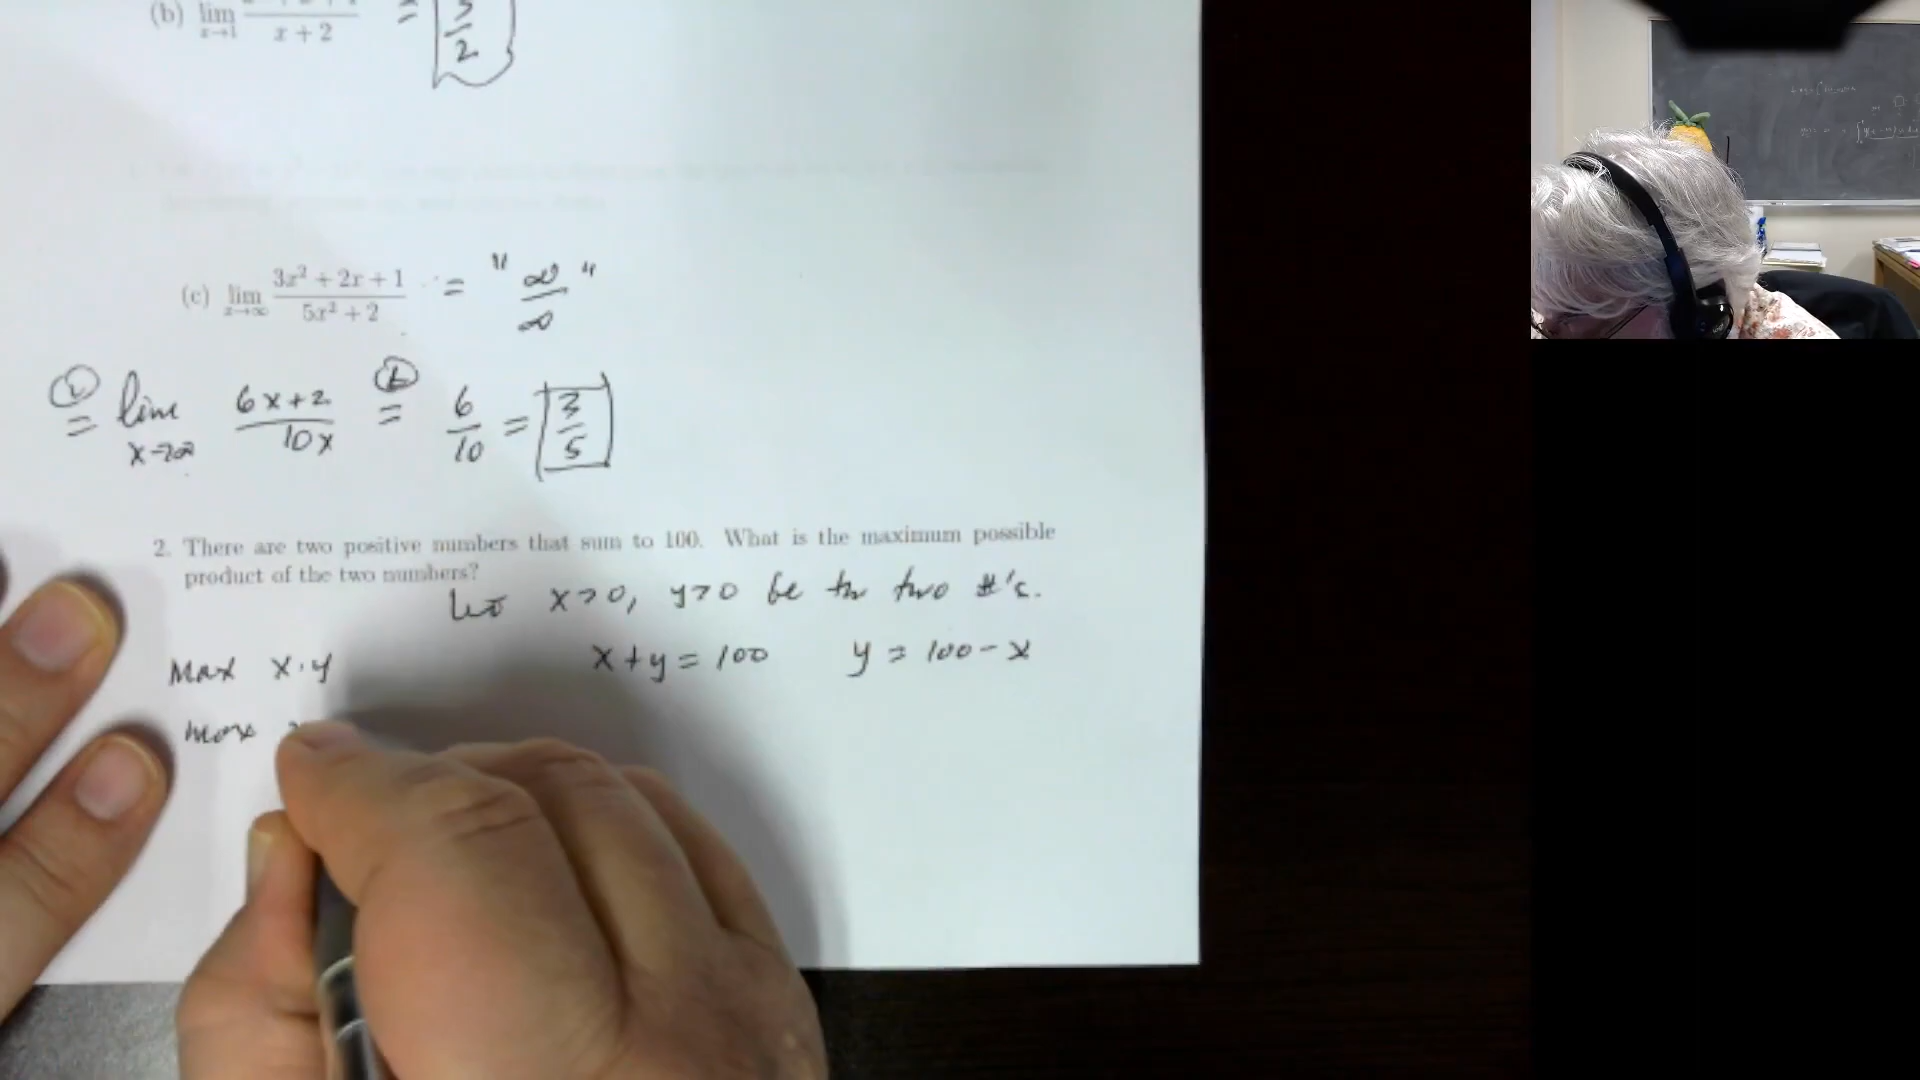 (b) lim x→1 x + 2 = 3/2
(c) lim x→∞ 3x² + 2x + 1 / 5x² + 2 = " ∞/∞ "
Ⓛ = lim x→∞ 6x+2 / 10x Ⓛ = 6/10 = 3/5
2. There are two positive numbers that sum to 100. What is the maximum possible
product of the two numbers?
Let x>0, y>0 be the two #'s.
Max x·y
x+y = 100 y = 100-x
Max